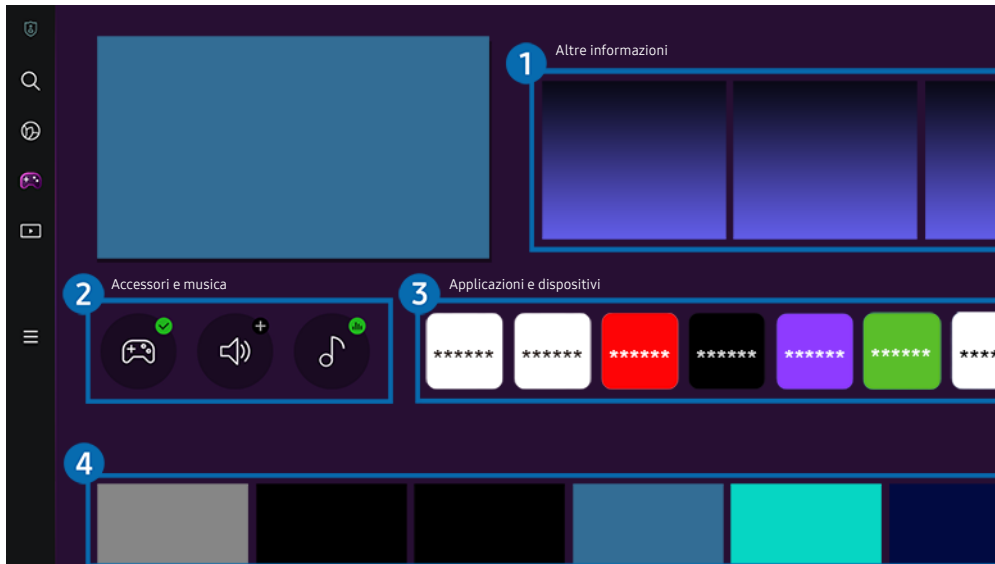 1
Altre informazioni
2
Accessori e musica
3
Applicazioni e dispositivi
****** ****** ****** ****** ****** ****** ****
4